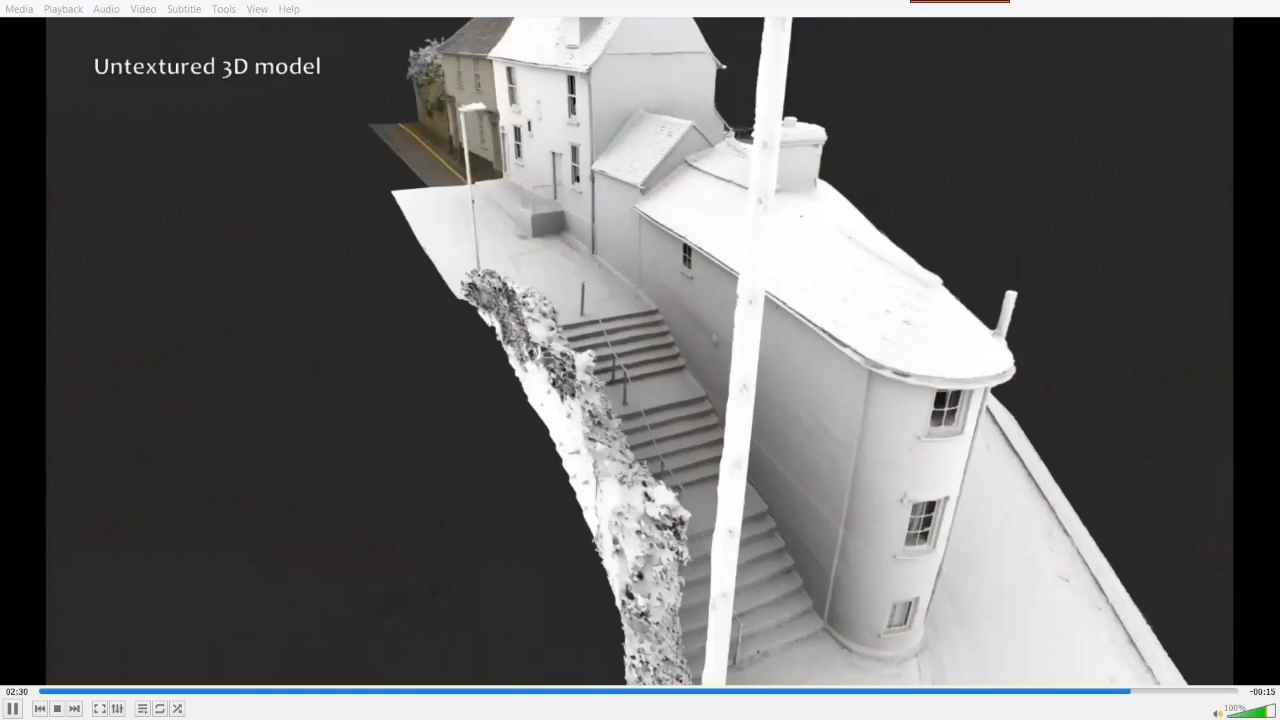 Media Playback Audio Video Subtitle Tools View Help
Untextured 3D model
02:30 -00:15
100%